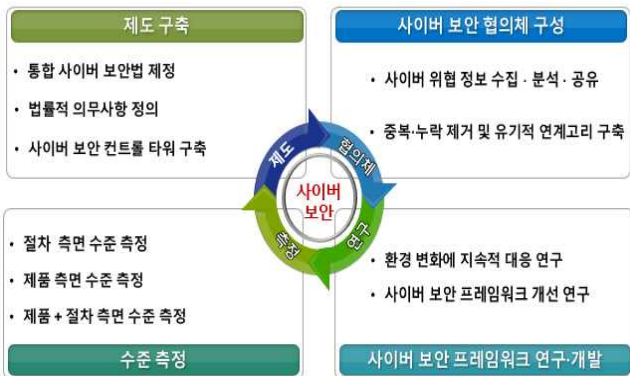 제도 구축
• 통합 사이버 보안법 제정
• 법률적 의무사항 정의
• 사이버 보안 컨트롤 타워 구축
사이버 보안 협의체 구성
• 사이버 위협 정보 수집 · 분석 · 공유
• 중복·누락 제거 및 유기적 연계고리 구축
제도
협의체
사이버
보안
측정
연구
• 절차 측면 수준 측정
• 제품 측면 수준 측정
• 제품 + 절차 측면 수준 측정
수준 측정
• 환경 변화에 지속적 대응 연구
• 사이버 보안 프레임워크 개선 연구
사이버 보안 프레임워크 연구·개발